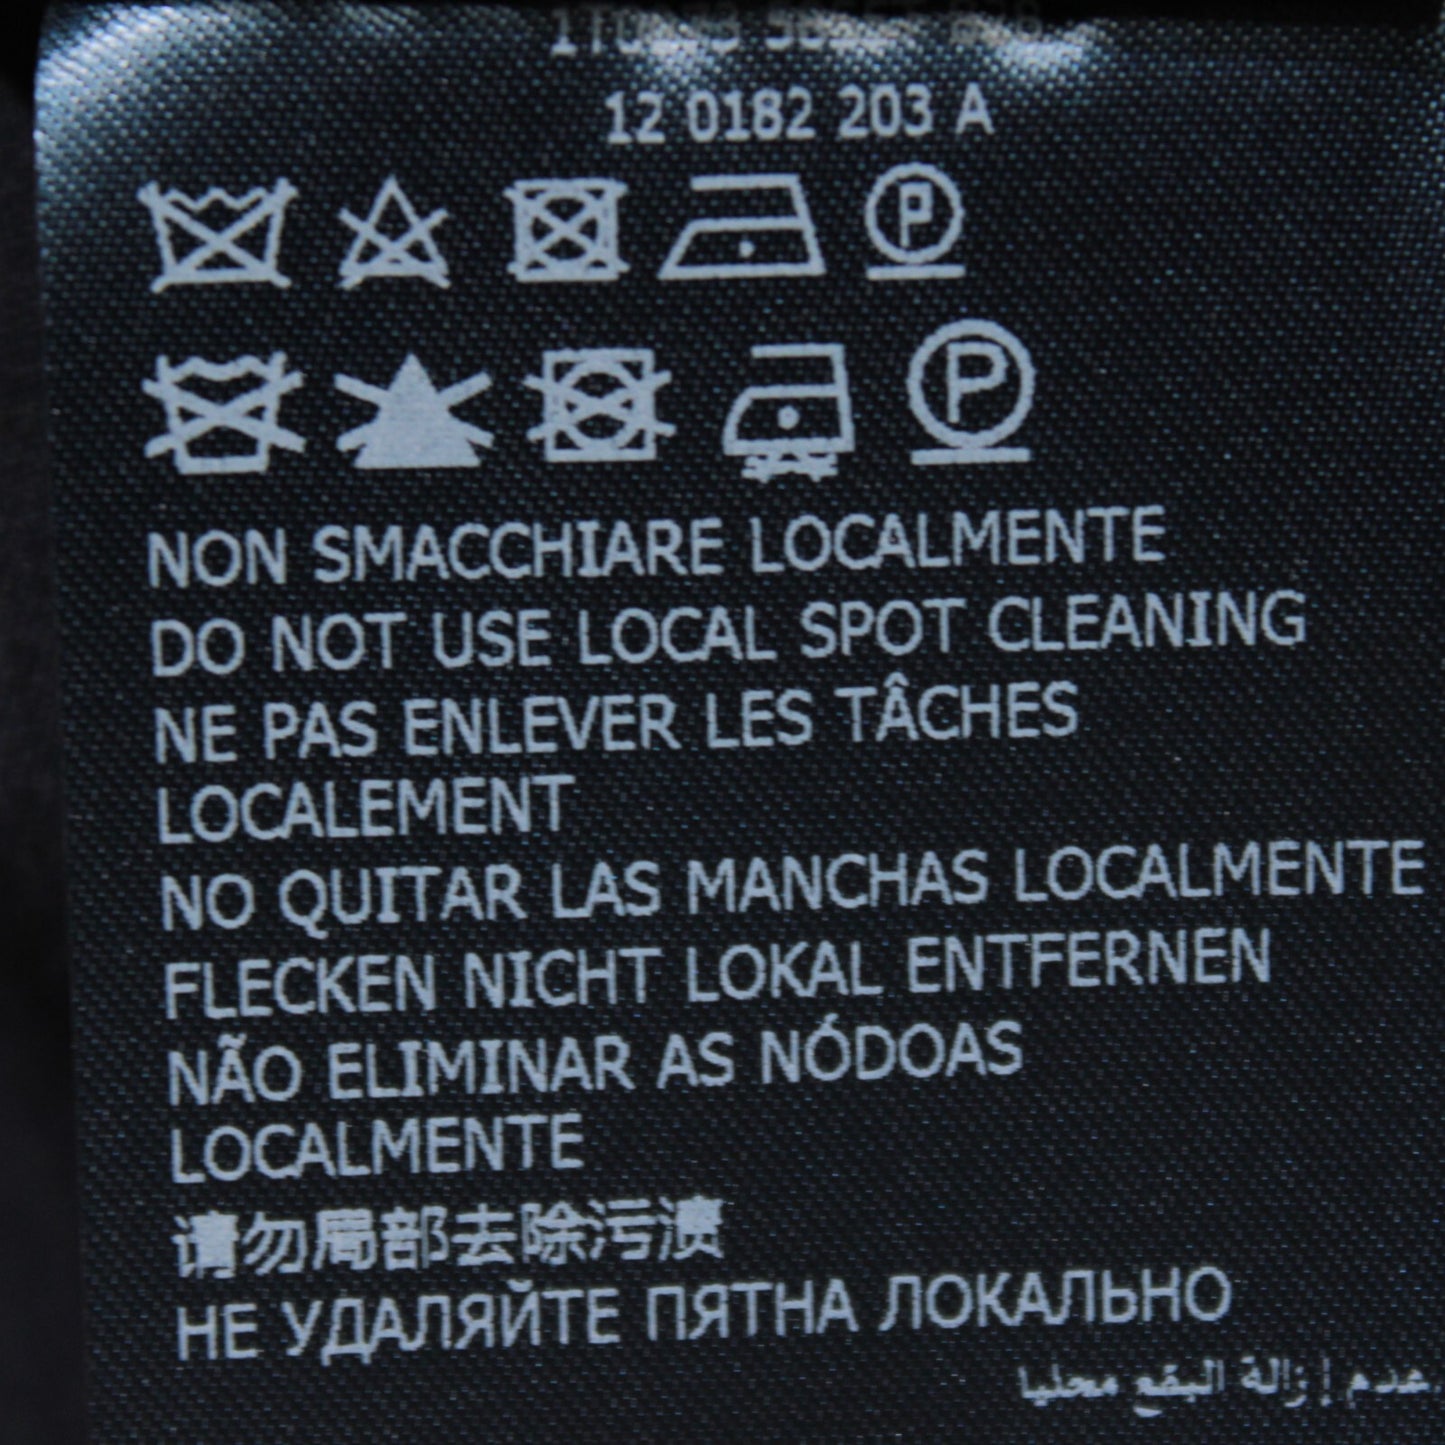 12 0182 203 A
P
P
NON SMACCHIARE LOCALMENTE
DO NOT USE LOCAL SPOT CLEANING
NE PAS ENLEVER LES TÂCHES
LOCALEMENT
NO QUITAR LAS MANCHAS LOCALMENTE
FLECKEN NICHT LOKAL ENTFERNEN
NÃO ELIMINAR AS NÓDOAS
LOCALMENTE
请勿局部去除污渍
НЕ УДАЛЯЙТЕ ПЯТНА ЛОКАЛЬНО
عدم إزالة البقع محليا